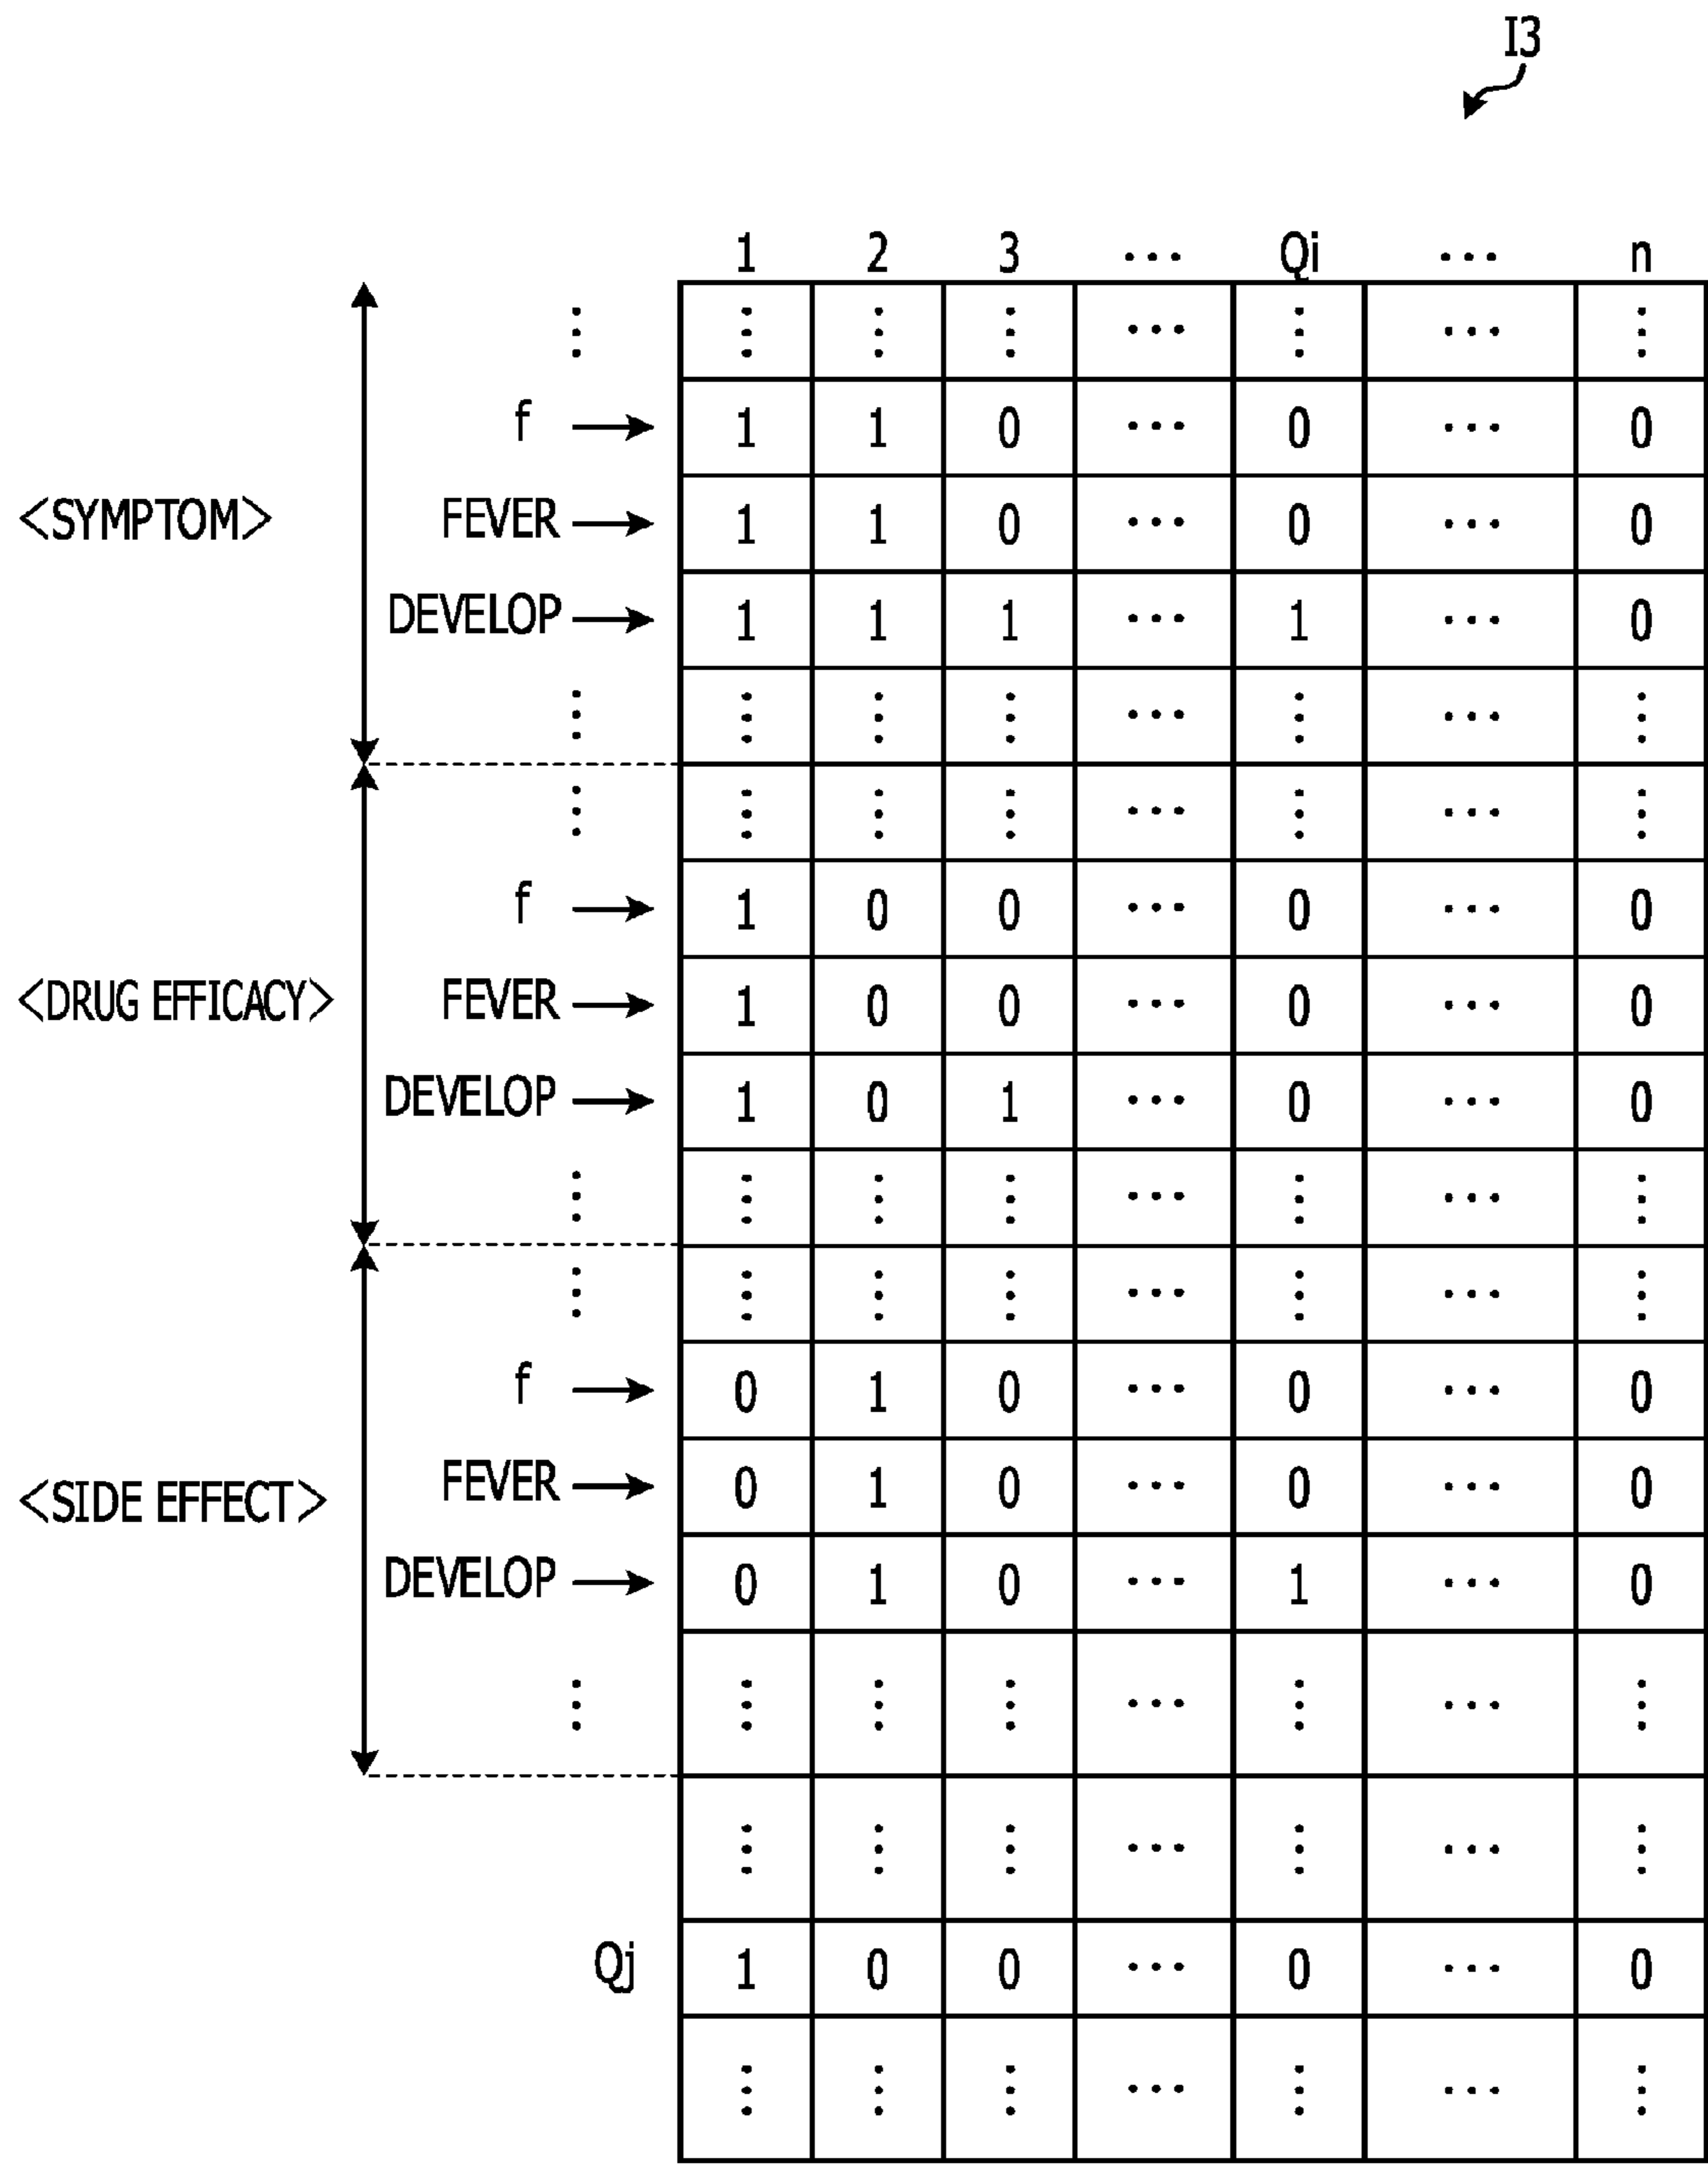 I3
1 2 3 ... Qi ... n
⋮ ⋮ ⋮ ⋮ ... ⋮ ... ⋮
f 1 1 0 ... 0 ... 0
<SYMPTOM> FEVER 1 1 0 ... 0 ... 0
DEVELOP 1 1 1 ... 1 ... 0
⋮ ⋮ ⋮ ⋮ ... ⋮ ... ⋮
⋮ ⋮ ⋮ ⋮ ... ⋮ ... ⋮
f 1 0 0 ... 0 ... 0
<DRUG EFFICACY> FEVER 1 0 0 ... 0 ... 0
DEVELOP 1 0 1 ... 0 ... 0
⋮ ⋮ ⋮ ⋮ ... ⋮ ... ⋮
⋮ ⋮ ⋮ ⋮ ... ⋮ ... ⋮
f 0 1 0 ... 0 ... 0
<SIDE EFFECT> FEVER 0 1 0 ... 0 ... 0
DEVELOP 0 1 0 ... 1 ... 0
⋮ ⋮ ⋮ ⋮ ... ⋮ ... ⋮
⋮ ⋮ ⋮ ... ⋮ ... ⋮
Qj 1 0 0 ... 0 ... 0
⋮ ⋮ ⋮ ... ⋮ ... ⋮